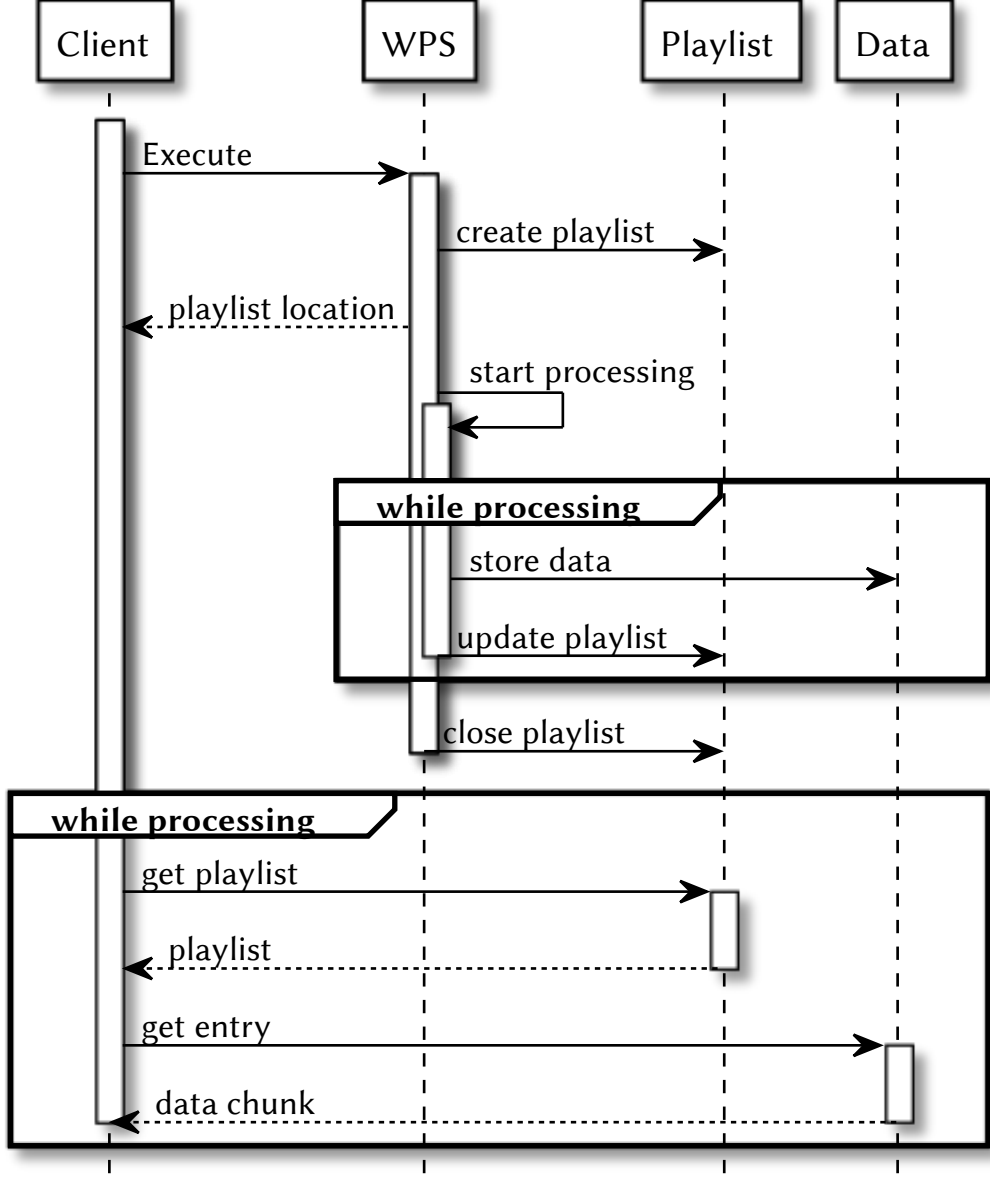 Client
WPS
Playlist
Data
Execute
create playlist
playlist location
start processing
while processing
store data
update playlist
close playlist
while processing
get playlist
playlist
get entry
data chunk